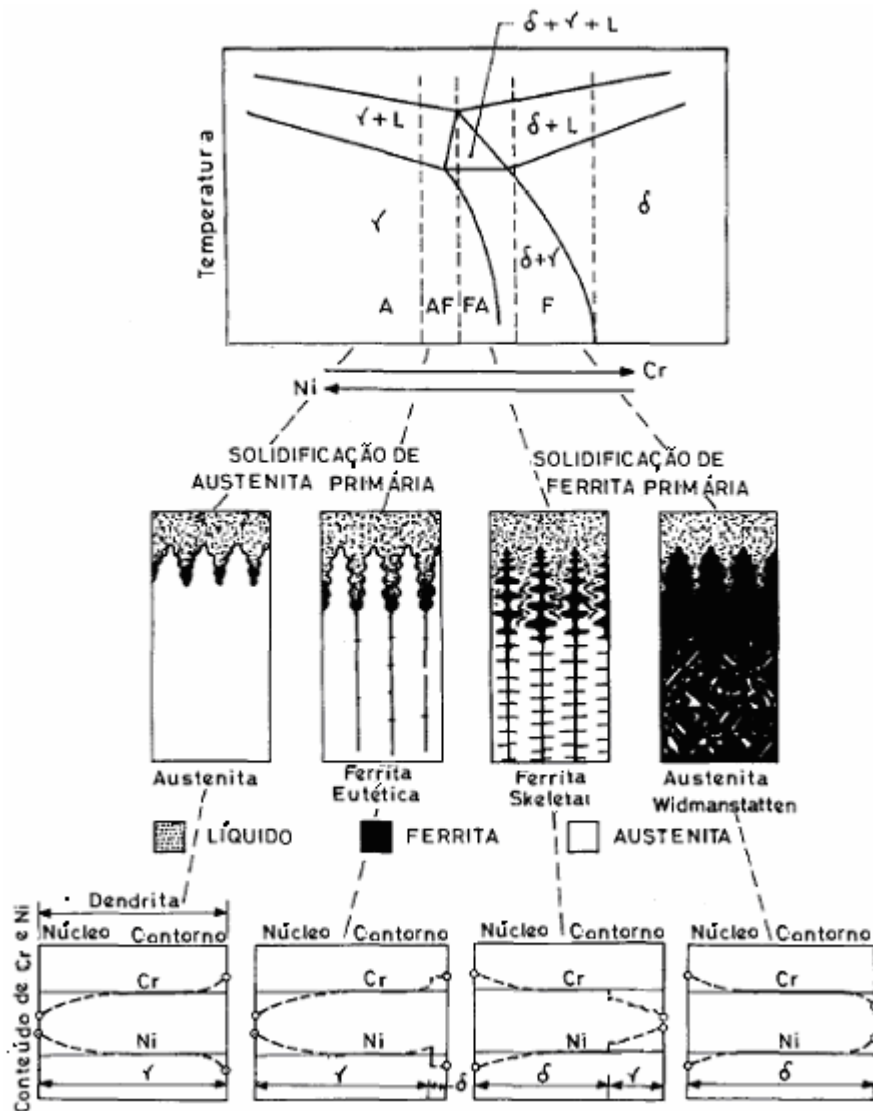 δ+γ+L
γ+L
δ+L
Temperatura
γ
δ
δ+γ
A
AF
FA
F
Cr
Ni
SOLIDIFICAÇÃO DE
AUSTENITA PRIMÁRIA
SOLIDIFICAÇÃO DE
FERRITA PRIMÁRIA
Austenita
Ferrita
Eutética
Ferrita
Skeletal
Austenita
Widmanstatten
LÍQUIDO
FERRITA
AUSTENITA
Conteúdo de Cr e Ni
Dendrita
Núcleo Contorno
Cr
Ni
γ
Núcleo Contorno
Cr
Ni
γ
δ
Núcleo Contorno
Cr
Ni
δ
γ
Núcleo Contorno
Cr
Ni
δ